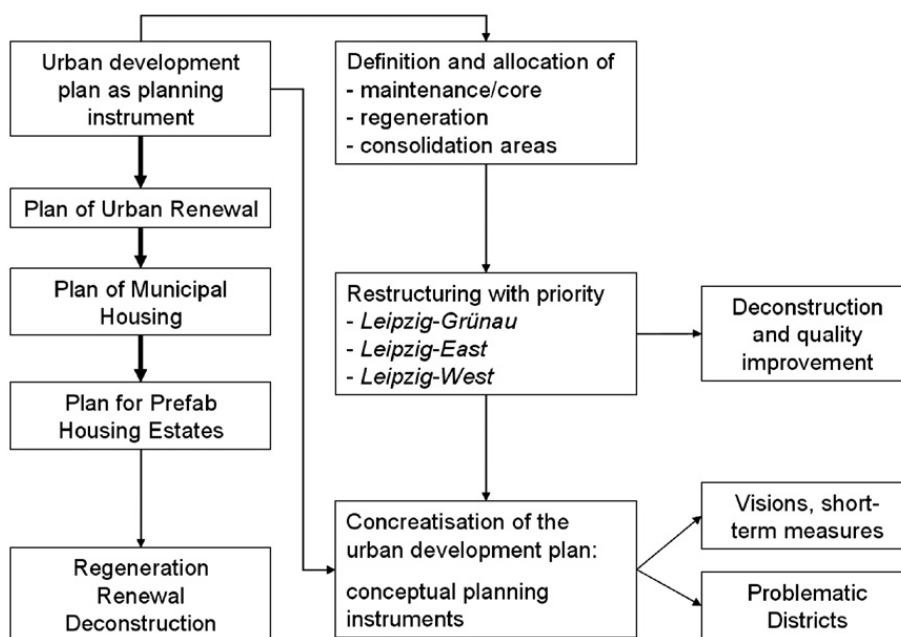 Urban development
plan as planning
instrument
Plan of Urban Renewal
Plan of Municipal
Housing
Plan for Prefab
Housing Estates
Regeneration
Renewal
Deconstruction
Definition and allocation of
- maintenance/core
- regeneration
- consolidation areas
Restructuring with priority
- Leipzig-Grünau
- Leipzig-East
- Leipzig-West
Concreatisation of the
urban development plan:
conceptual planning
instruments
Deconstruction
and quality
improvement
Visions, short-
term measures
Problematic
Districts